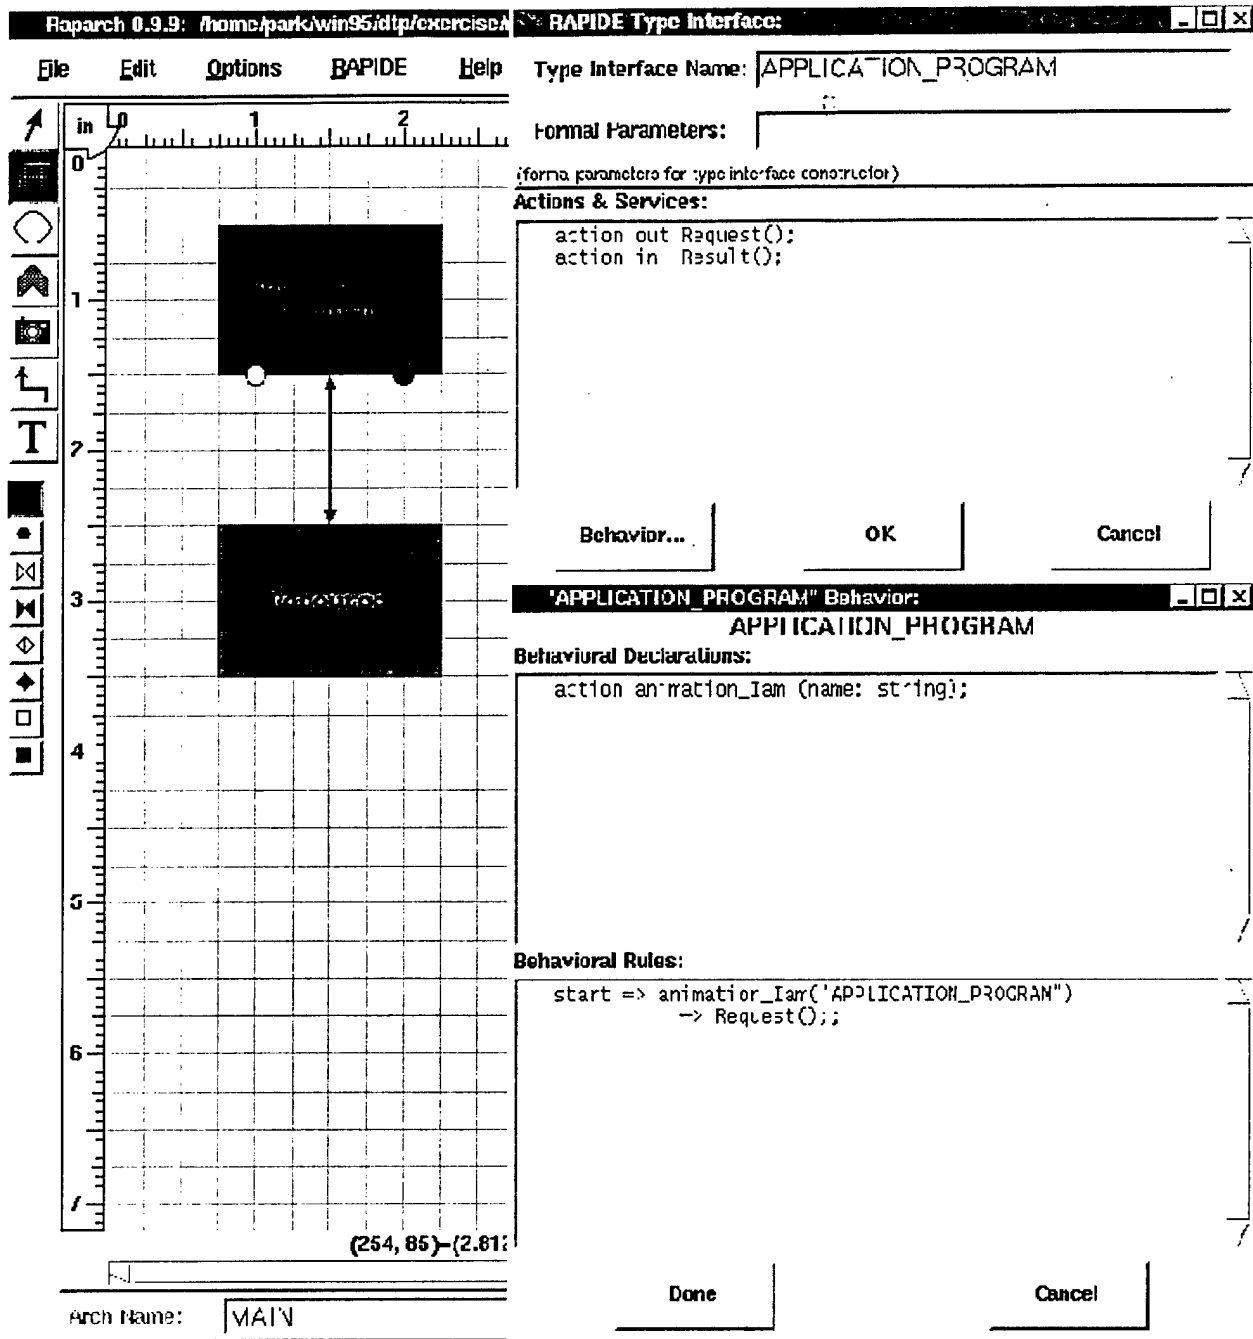 Raparch 0.9.9: /home/park/win95/dtp/exercise/
File Edit Options RAPIDE Help
in 0 1 2
0
1
2
3
4
5
6
7
T
(254, 85)-(2.812
Arch Name: MAIN
RAPIDE Type Interface:
Type Interface Name: APPLICATION_PROGRAM
Formal Parameters:
(formal parameters for type interface constructor)
Actions & Services:
action out Request();
action in Result();
Behavior... OK Cancel
"APPLICATION_PROGRAM" Behavior:
APPLICATION_PROGRAM
Behavioral Declarations:
action animation_Iam (name: string);
Behavioral Rules:
start => animation_Iam("APPLICATION_PROGRAM")
-> Request();;
Done Cancel